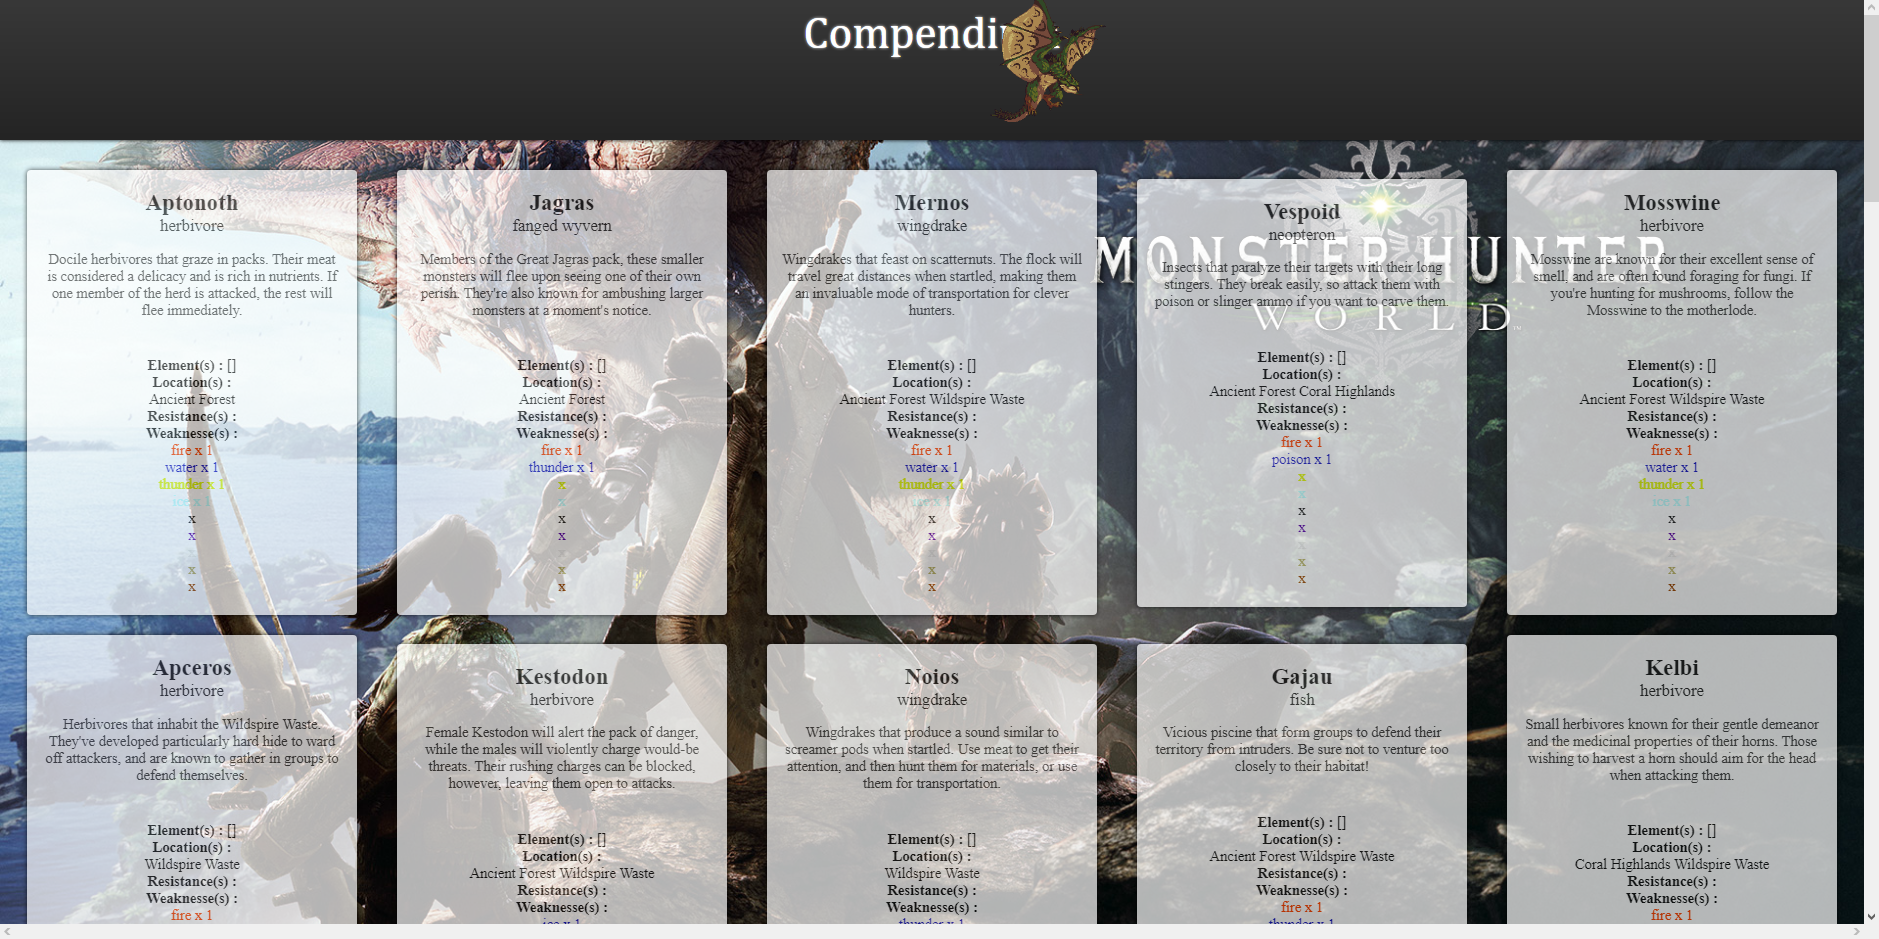 Compendi
MONSTER HUNTER
WORLD
Aptonoth
herbivore
Docile herbivores that graze in packs. Their meat
is considered a delicacy and is rich in nutrients. If
one member of the herd is attacked, the rest will
flee immediately.
Element(s) : []
Location(s) :
Ancient Forest
Resistance(s) :
Weaknesse(s) :
fire x 1
water x 1
thunder x 1
ice x 1
x
x
x
x
Jagras
fanged wyvern
Members of the Great Jagras pack, these smaller
monsters will flee upon seeing one of their own
perish. They're also known for ambushing larger
monsters at a moment's notice.
Element(s) : []
Location(s) :
Ancient Forest
Resistance(s) :
Weaknesse(s) :
fire x 1
thunder x 1
x
x
x
x
x
x
Mernos
wingdrake
Wingdrakes that feast on scatternuts. The flock will
travel great distances when startled, making them
an invaluable mode of transportation for clever
hunters.
Element(s) : []
Location(s) :
Ancient Forest Wildspire Waste
Resistance(s) :
Weaknesse(s) :
fire x 1
water x 1
thunder x 1
x
x
x
x
Vespoid
neopteron
Insects that paralyze their targets with their long
stingers. They break easily, so attack them with
poison or slinger ammo if you want to carve them.
Element(s) : []
Location(s) :
Ancient Forest Coral Highlands
Resistance(s) :
Weaknesse(s) :
fire x 1
poison x 1
x
x
x
x
x
x
Mosswine
herbivore
Mosswine are known for their excellent sense of
smell, and are often found foraging for fungi. If
you're hunting for mushrooms, follow the
Mosswine to the motherlode.
Element(s) : []
Location(s) :
Ancient Forest Wildspire Waste
Resistance(s) :
Weaknesse(s) :
fire x 1
water x 1
thunder x 1
ice x 1
x
x
x
x
Apceros
herbivore
Herbivores that inhabit the Wildspire Waste.
They've developed particularly hard hide to ward
off attackers, and are known to gather in groups to
defend themselves.
Element(s) : []
Location(s) :
Wildspire Waste
Resistance(s) :
Weaknesse(s) :
fire x 1
Kestodon
herbivore
Female Kestodon will alert the pack of danger,
while the males will violently charge would-be
threats. Their rushing charges can be blocked,
however, leaving them open to attacks.
Element(s) : []
Location(s) :
Ancient Forest Wildspire Waste
Resistance(s) :
Weaknesse(s) :
ice x 1
Noios
wingdrake
Wingdrakes that produce a sound similar to
screamer pods when startled. Use meat to get their
attention, and then hunt them for materials, or use
them for transportation.
Element(s) : []
Location(s) :
Wildspire Waste
Resistance(s) :
Weaknesse(s) :
thunder x 1
Gajau
fish
Vicious piscine that form groups to defend their
territory from intruders. Be sure not to venture too
closely to their habitat!
Element(s) : []
Location(s) :
Ancient Forest Wildspire Waste
Resistance(s) :
Weaknesse(s) :
fire x 1
thunder x 1
Kelbi
herbivore
Small herbivores known for their gentle demeanor
and the medicinal properties of their horns. Those
wishing to harvest a horn should aim for the head
when attacking them.
Element(s) : []
Location(s) :
Coral Highlands Wildspire Waste
Resistance(s) :
Weaknesse(s) :
fire x 1